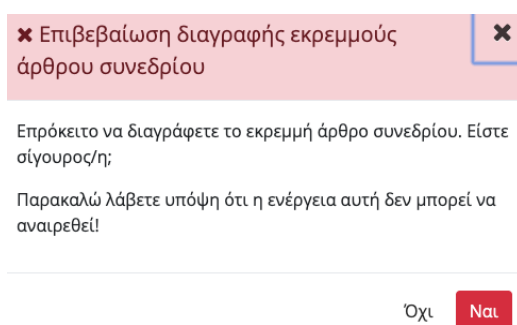 ✖ Επιβεβαίωση διαγραφής εκρεμμούς
άρθρου συνεδρίου
✖
Επρόκειτο να διαγράφετε το εκρεμμή άρθρο συνεδρίου. Είστε
σίγουρος/η;
Παρακαλώ λάβετε υπόψη ότι η ενέργεια αυτή δεν μπορεί να
αναιρεθεί!
Όχι Ναι